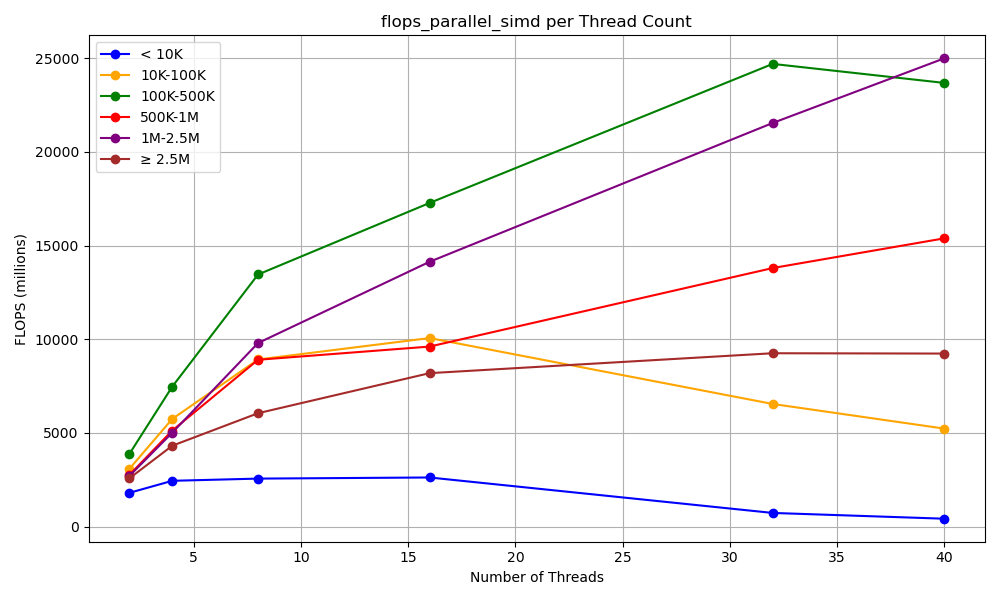 flops_parallel_simd per Thread Count
< 10K
10K-100K
100K-500K
500K-1M
1M-2.5M
≥ 2.5M
FLOPS (millions)
25000
20000
15000
10000
5000
0
5 10 15 20 25 30 35 40
Number of Threads